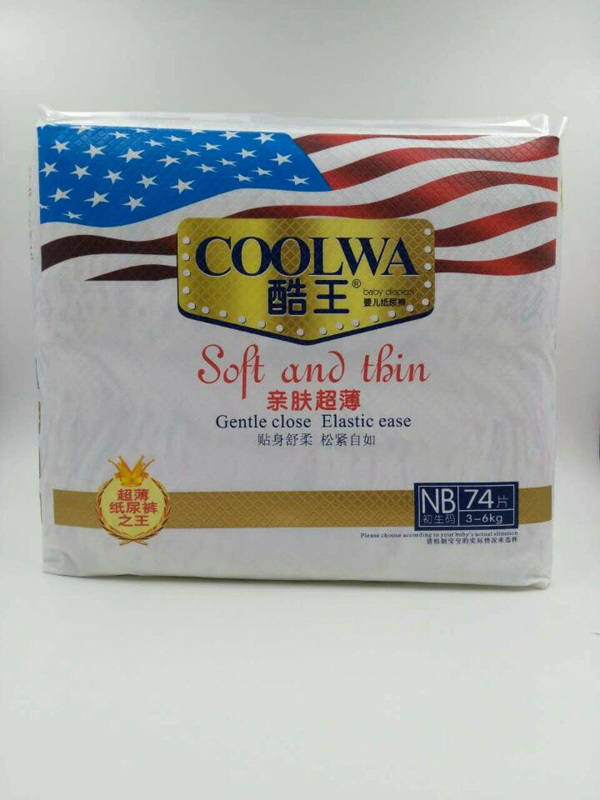 COOLWA
酷王®
baby diapers
婴儿纸尿裤
Soft and thin
亲肤超薄
Gentle close Elastic ease
贴身舒柔 松紧自如
超薄
纸尿裤
之王
NB 74片
初生码 3-6kg
Please choose according to your baby's actual situation
请根据宝宝的实际情况来选择